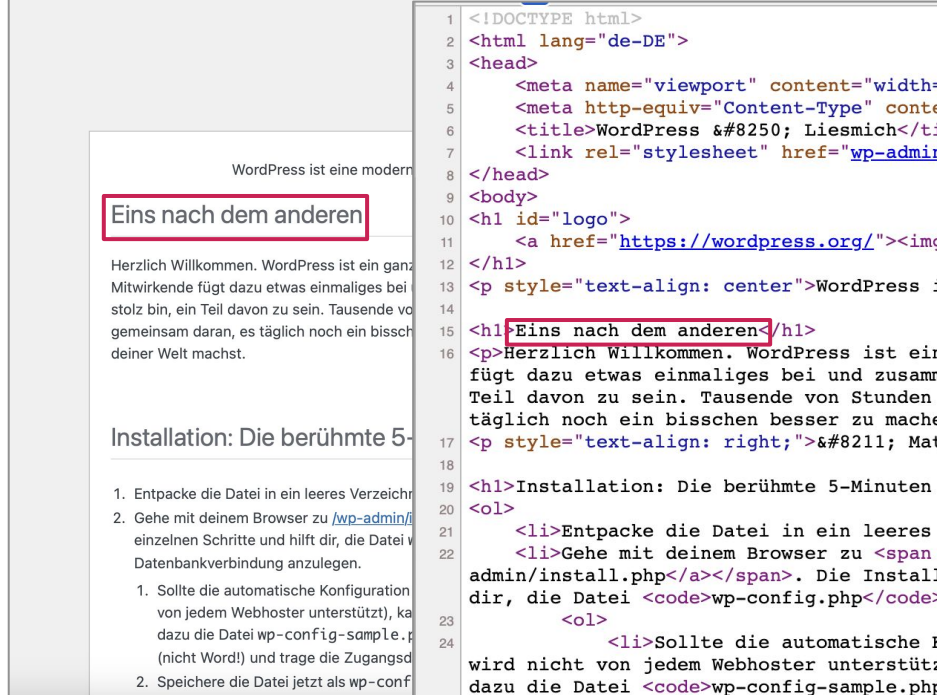 WordPress ist eine modern
Eins nach dem anderen
Herzlich Willkommen. WordPress ist ein ganz
Mitwirkende fügt dazu etwas einmaliges bei
stolz bin, ein Teil davon zu sein. Tausende vo
gemeinsam daran, es täglich noch ein bissch
deiner Welt machst.
Installation: Die berühmte 5-
1. Entpacke die Datei in ein leeres Verzeichn
2. Gehe mit deinem Browser zu /wp-admin/i
einzelnen Schritte und hilft dir, die Datei w
Datenbankverbindung anzulegen.
1. Sollte die automatische Konfiguration
von jedem Webhoster unterstützt), ka
dazu die Datei wp-config-sample.p
(nicht Word!) und trage die Zugangsd
2. Speichere die Datei jetzt als wp-conf
1 <!DOCTYPE html>
2 <html lang="de-DE">
3 <head>
4 <meta name="viewport" content="width=
5 <meta http-equiv="Content-Type" conte
6 <title>WordPress &#8250; Liesmich</ti
7 <link rel="stylesheet" href="wp-admin
8 </head>
9 <body>
10 <h1 id="logo">
11 <a href="https://wordpress.org/"><img
12 </h1>
13 <p style="text-align: center">WordPress i
14
15 <h1>Eins nach dem anderen</h1>
16 <p>Herzlich Willkommen. WordPress ist ein
fügt dazu etwas einmaliges bei und zusamm
Teil davon zu sein. Tausende von Stunden
täglich noch ein bisschen besser zu mache
17 <p style="text-align: right;">&#8211; Mat
18
19 <h1>Installation: Die berühmte 5-Minuten
20 <ol>
21 <li>Entpacke die Datei in ein leeres
22 <li>Gehe mit deinem Browser zu <span
admin/install.php</a></span>. Die Instal
dir, die Datei <code>wp-config.php</code>
23 <ol>
24 <li>Sollte die automatische K
wird nicht von jedem Webhoster unterstütz
dazu die Datei <code>wp-config-sample.php